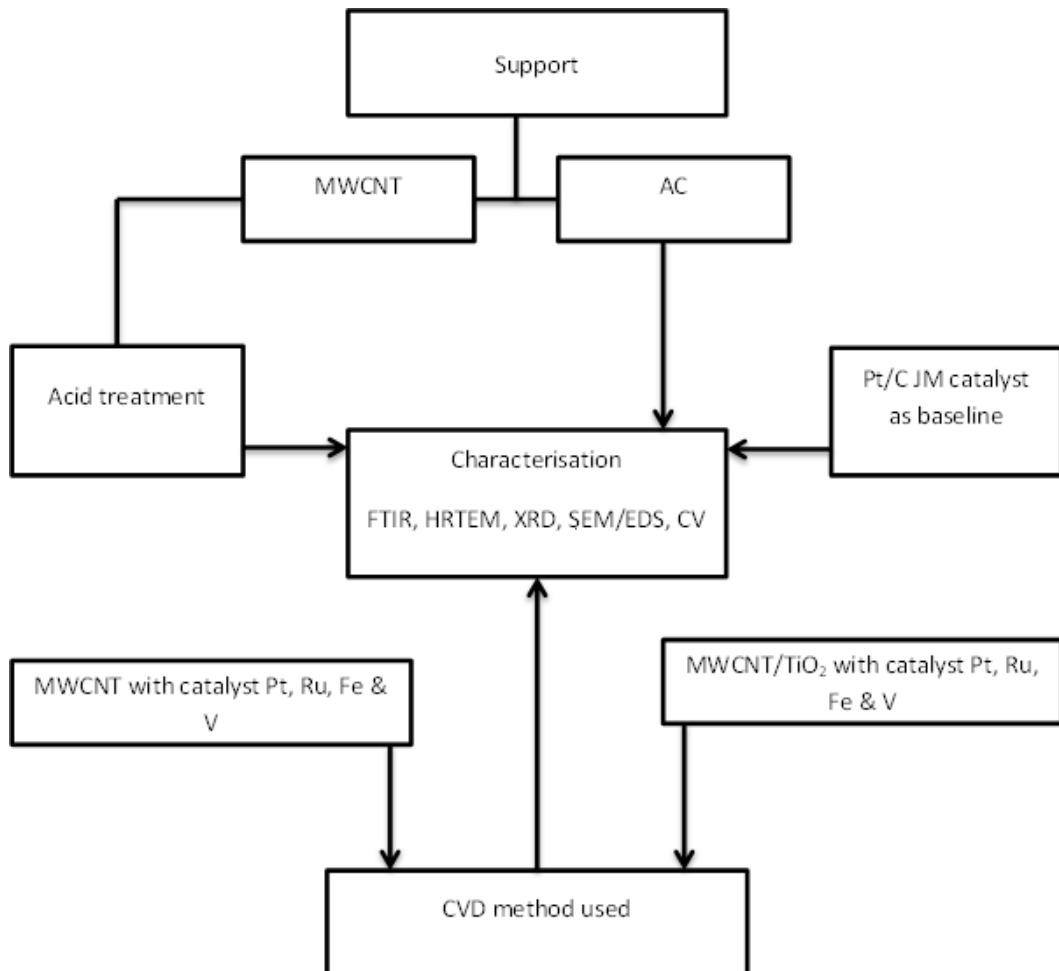 Support
MWCNT
AC
Acid treatment
Pt/C JM catalyst
as baseline
Characterisation
FTIR, HRTEM, XRD, SEM/EDS, CV
MWCNT with catalyst Pt, Ru, Fe &
V
MWCNT/TiO₂ with catalyst Pt, Ru,
Fe & V
CVD method used